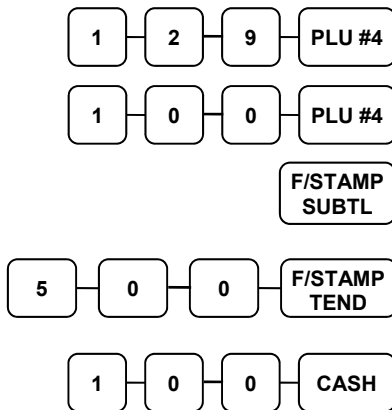 1 2 9 PLU #4
1 0 0 PLU #4
F/STAMP
SUBTL
5 0 0 F/STAMP
TEND
1 0 0 CASH